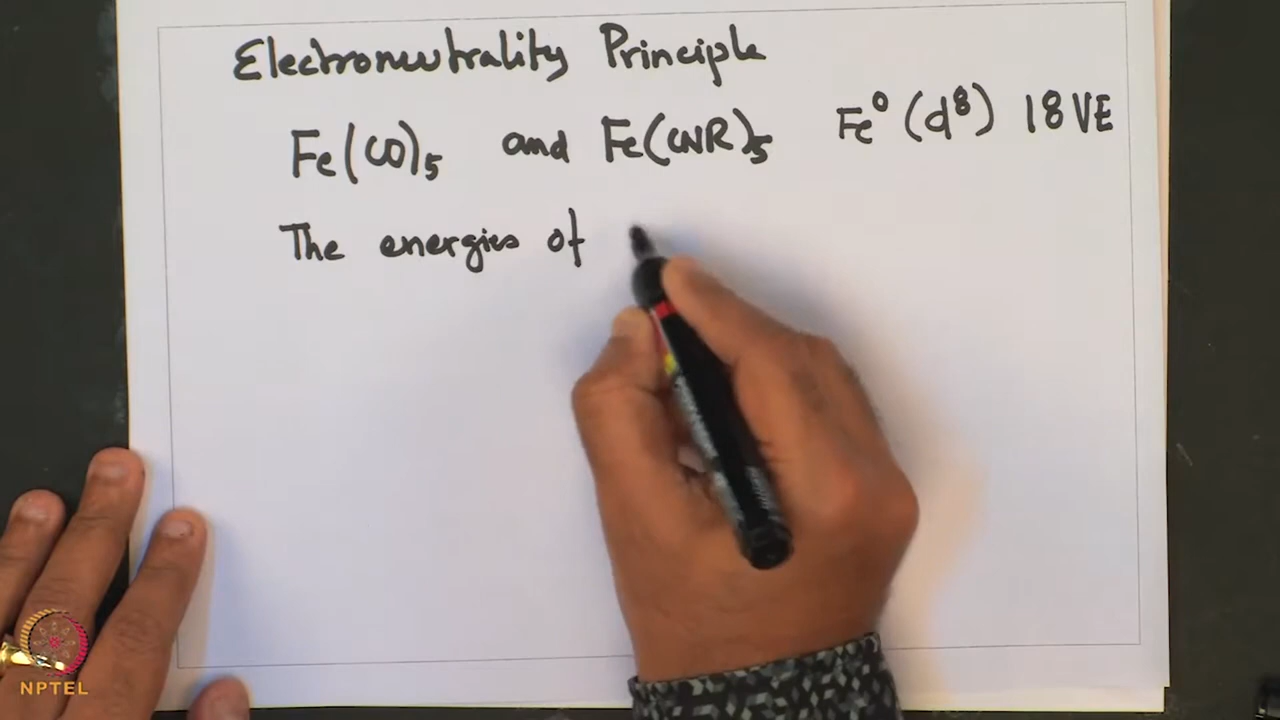 Electroneutrality Principle
Fe(CO)₅ and Fe(CNR)₅ Fe⁰ (d⁸) 18 VE
The energies of
NPTEL